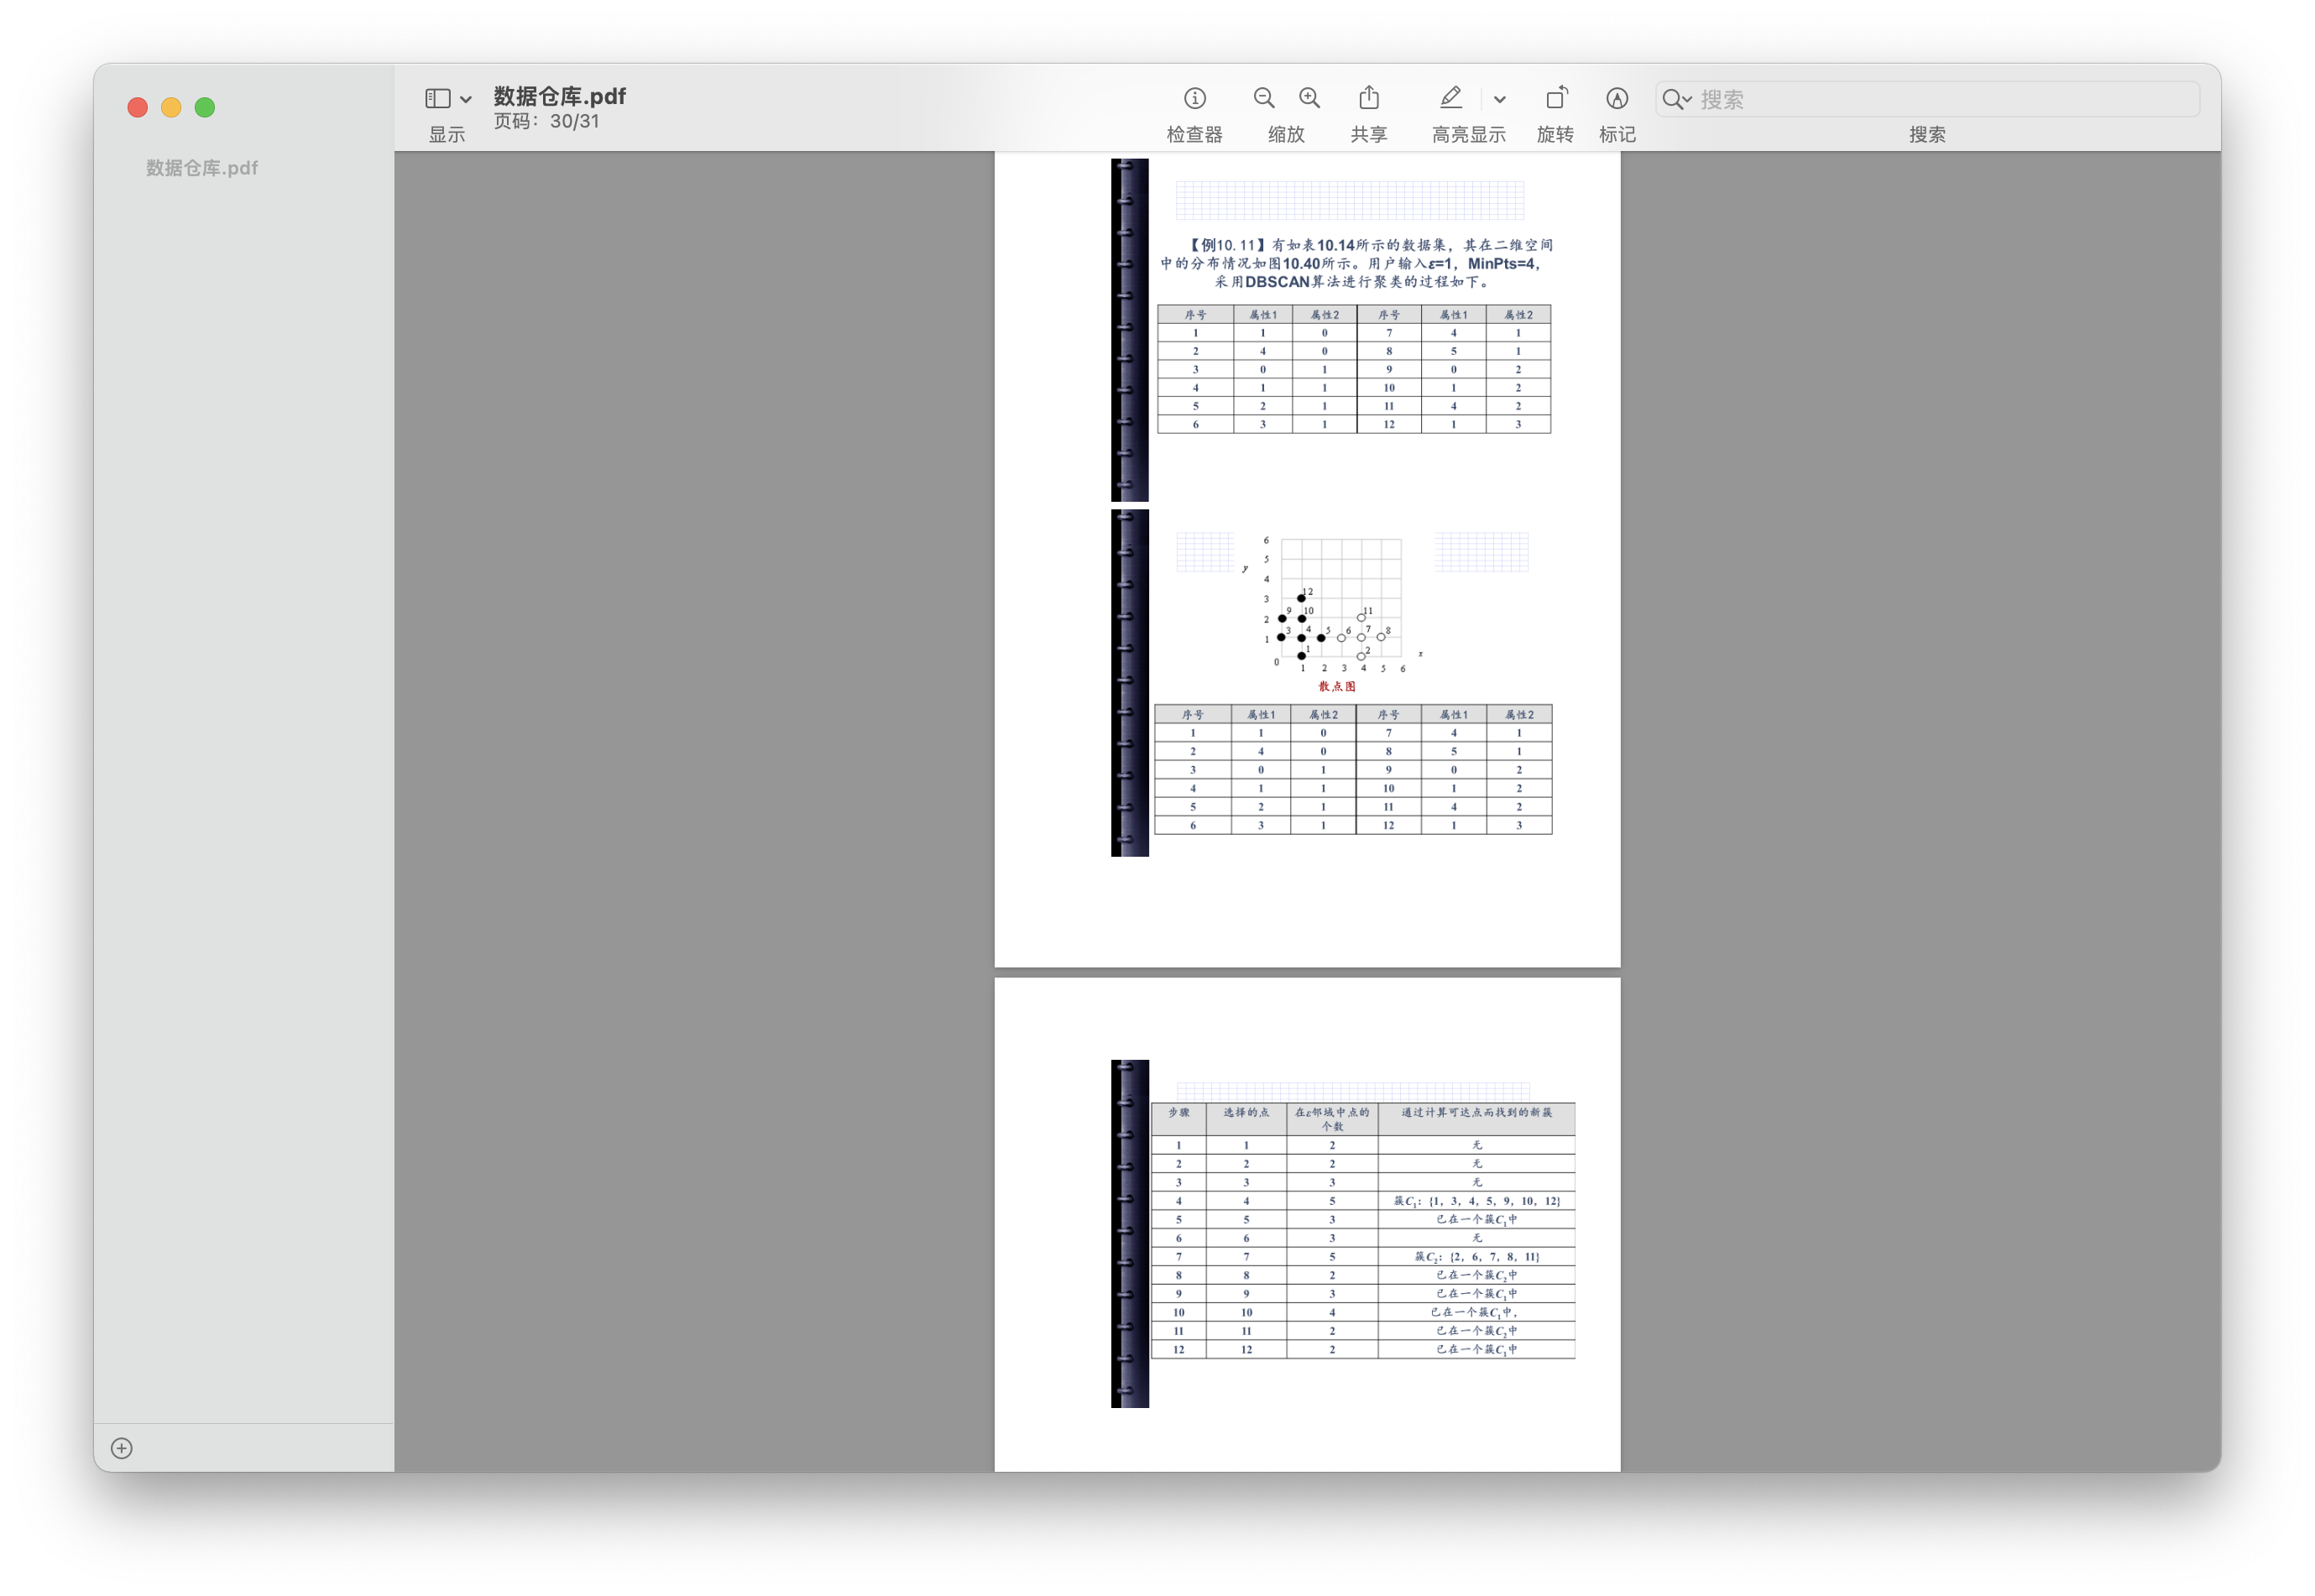 数据仓库.pdf
页码：30/31
显示
检查器
缩放
共享
高亮显示
旋转
标记
搜索
搜索
数据仓库.pdf
【例10.11】有如表10.14所示的数据集，其在二维空间
中的分布情况如图10.40所示。用户输入ε=1，MinPts=4，
采用DBSCAN算法进行聚类的过程如下。
序号 属性1 属性2 序号 属性1 属性2
1 1 0 7 4 1
2 4 0 8 5 1
3 0 1 9 0 2
4 1 1 10 1 2
5 2 1 11 4 2
6 3 1 12 1 3
6
5
y
4
12
3
9 10 11
2
3 4 5 6 7 8
1
1 2
x
0
1 2 3 4 5 6
散点图
序号 属性1 属性2 序号 属性1 属性2
1 1 0 7 4 1
2 4 0 8 5 1
3 0 1 9 0 2
4 1 1 10 1 2
5 2 1 11 4 2
6 3 1 12 1 3
步骤 选择的点 在ε邻域中点的 通过计算可达点而找到的新簇
个数
1 1 2 无
2 2 2 无
3 3 3 无
4 4 5 簇C₁：{1，3，4，5，9，10，12}
5 5 3 已在一个簇C₁中
6 6 3 无
7 7 5 簇C₂：{2，6，7，8，11}
8 8 2 已在一个簇C₂中
9 9 3 已在一个簇C₁中
10 10 4 已在一个簇C₁中，
11 11 2 已在一个簇C₂中
12 12 2 已在一个簇C₁中